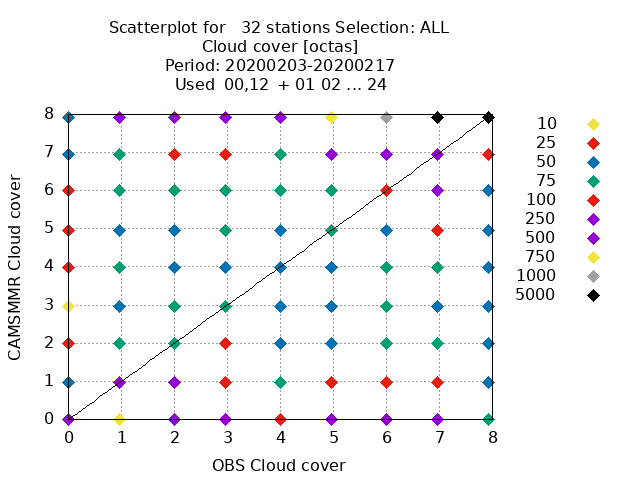 Scatterplot for   32 stations Selection: ALL
Cloud cover [octas]
Period: 20200203-20200217
Used  00,12  + 01 02 ... 24
8
7
6
5
4
3
2
1
0
0 1 2 3 4 5 6 7 8
CAMSMMR Cloud cover
OBS Cloud cover
10
25
50
75
100
250
500
750
1000
5000